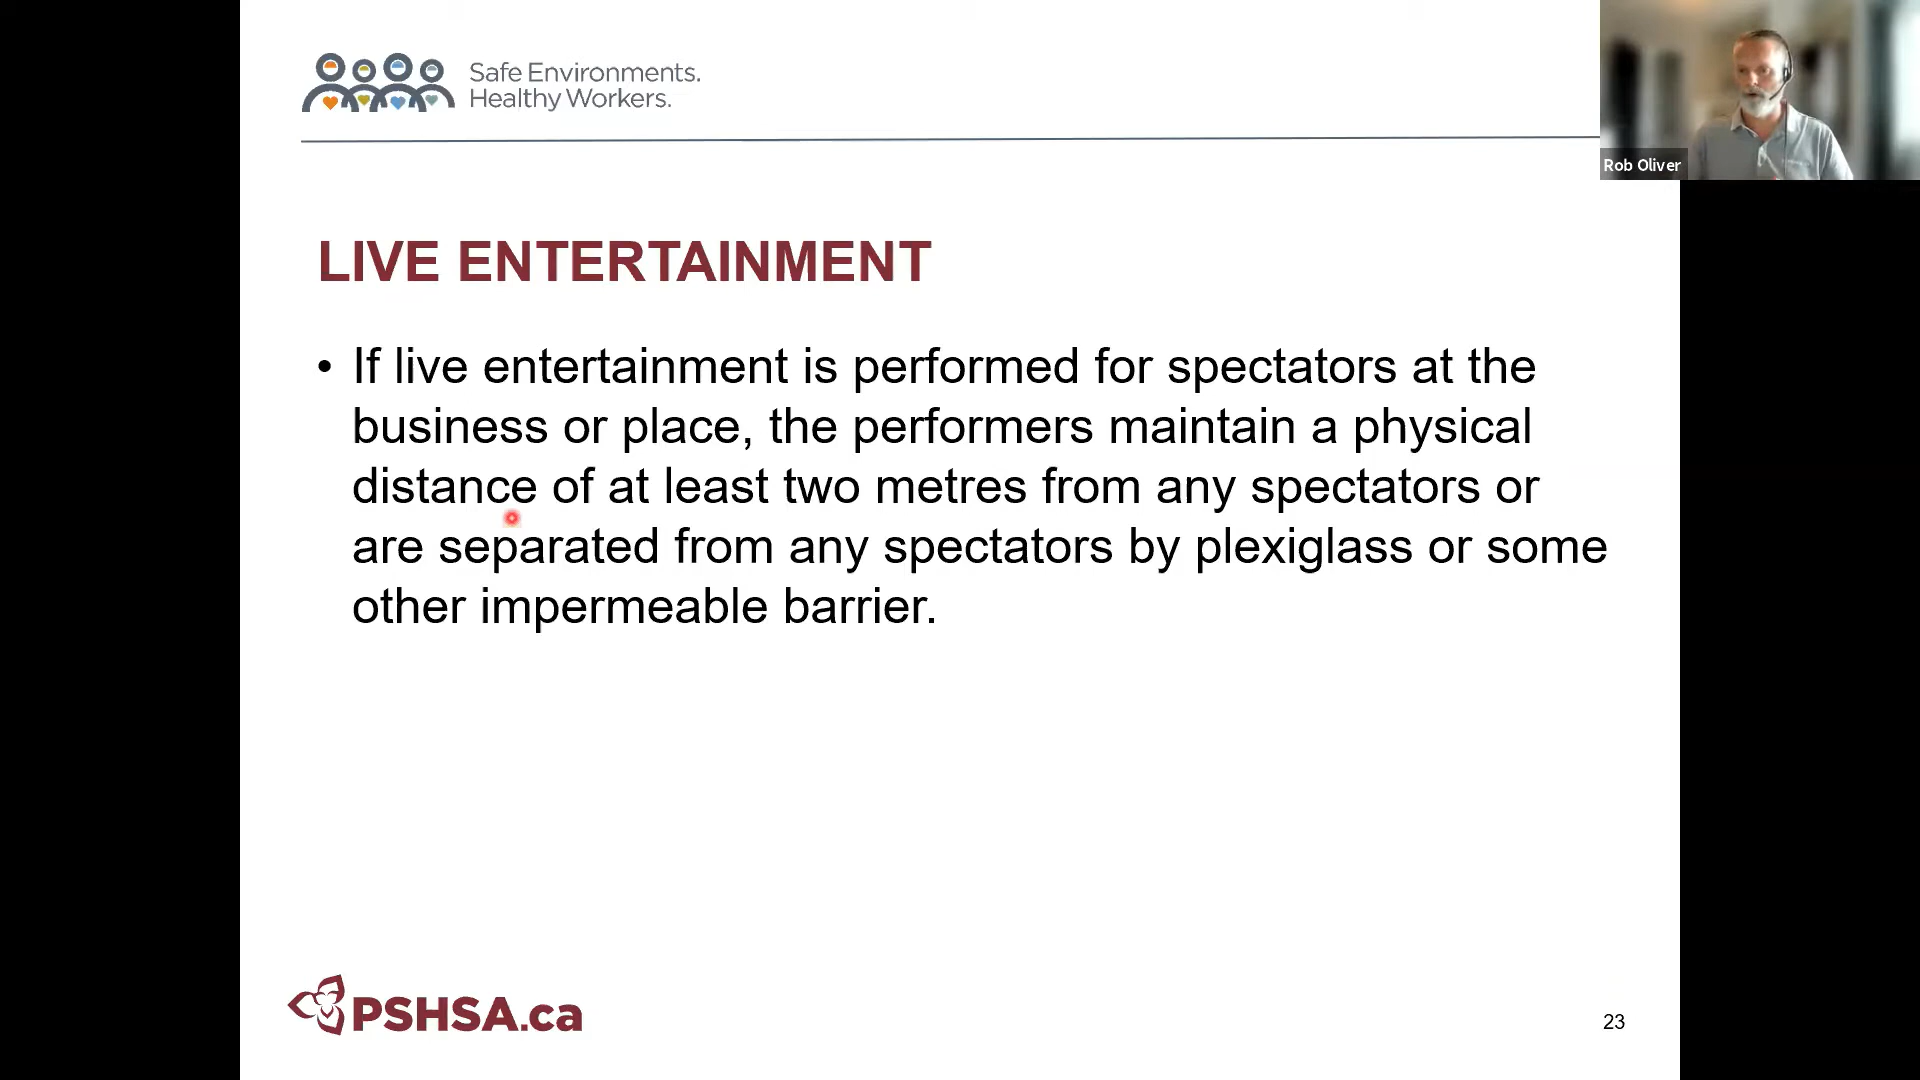 Safe Environments.
Healthy Workers.
Rob Oliver
LIVE ENTERTAINMENT
• If live entertainment is performed for spectators at the
business or place, the performers maintain a physical
distance of at least two metres from any spectators or
are separated from any spectators by plexiglass or some
other impermeable barrier.
PSHSA.ca
23